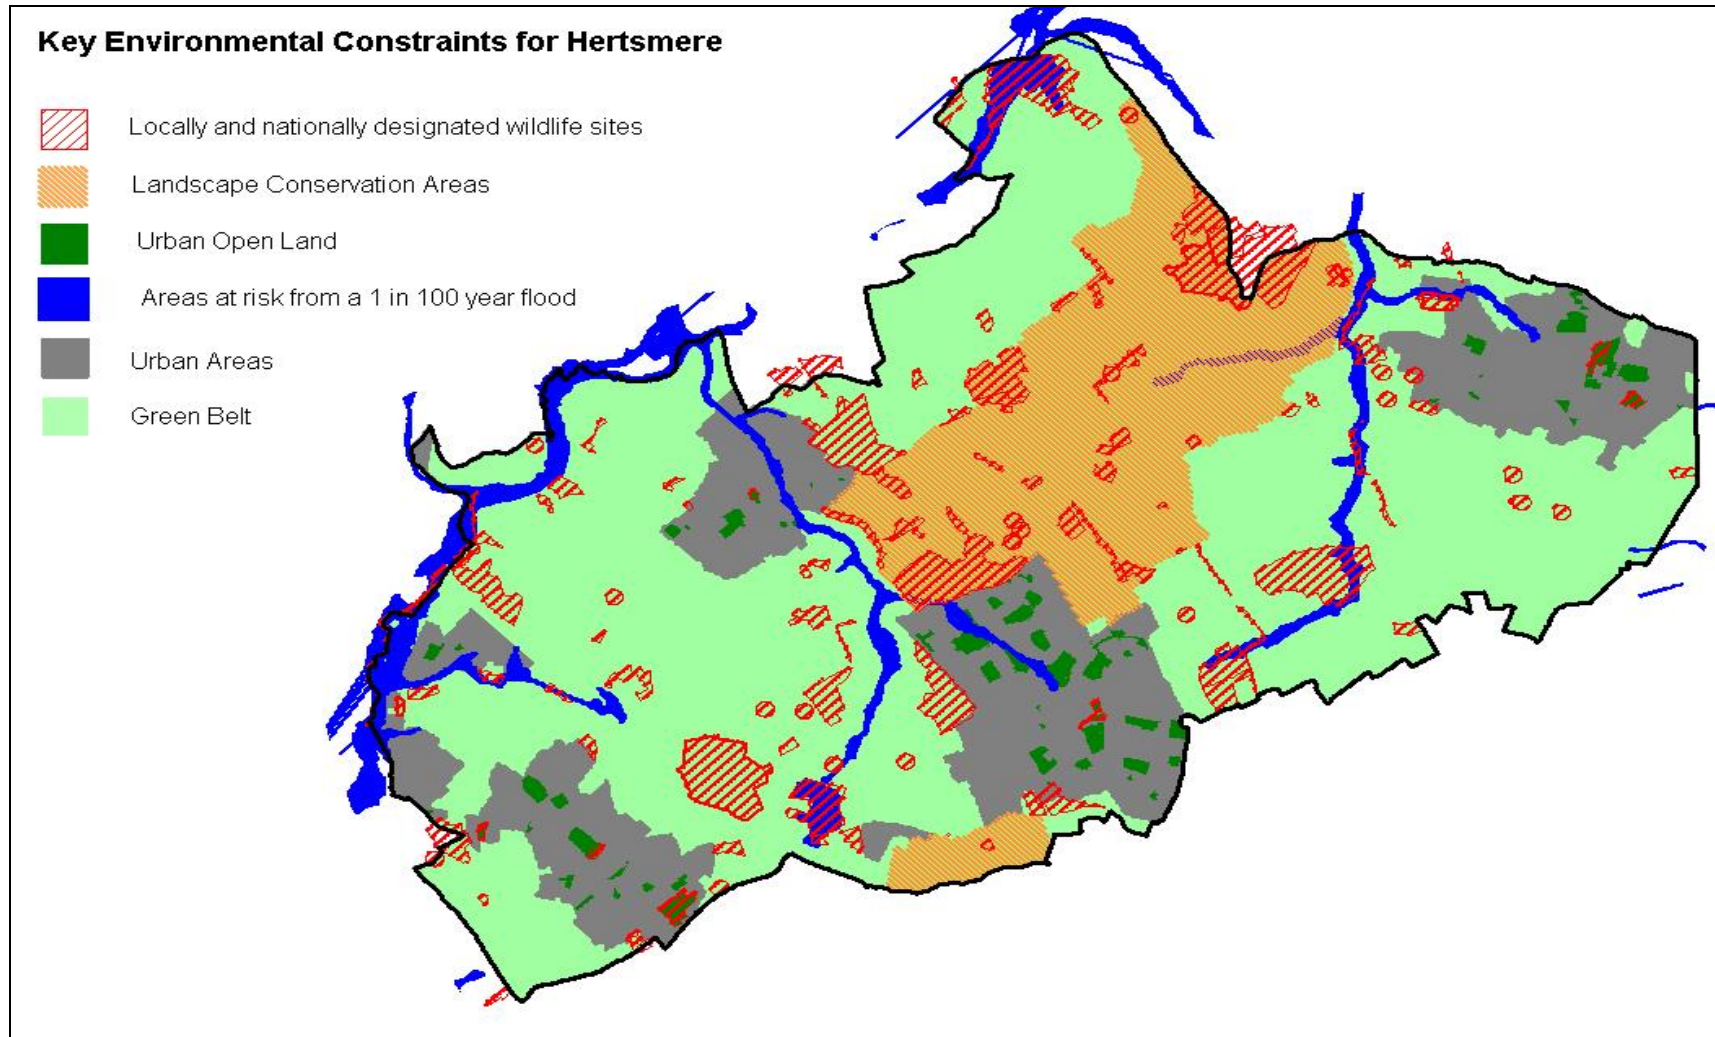 Key Environmental Constraints for Hertsmere
Locally and nationally designated wildlife sites
Landscape Conservation Areas
Urban Open Land
Areas at risk from a 1 in 100 year flood
Urban Areas
Green Belt